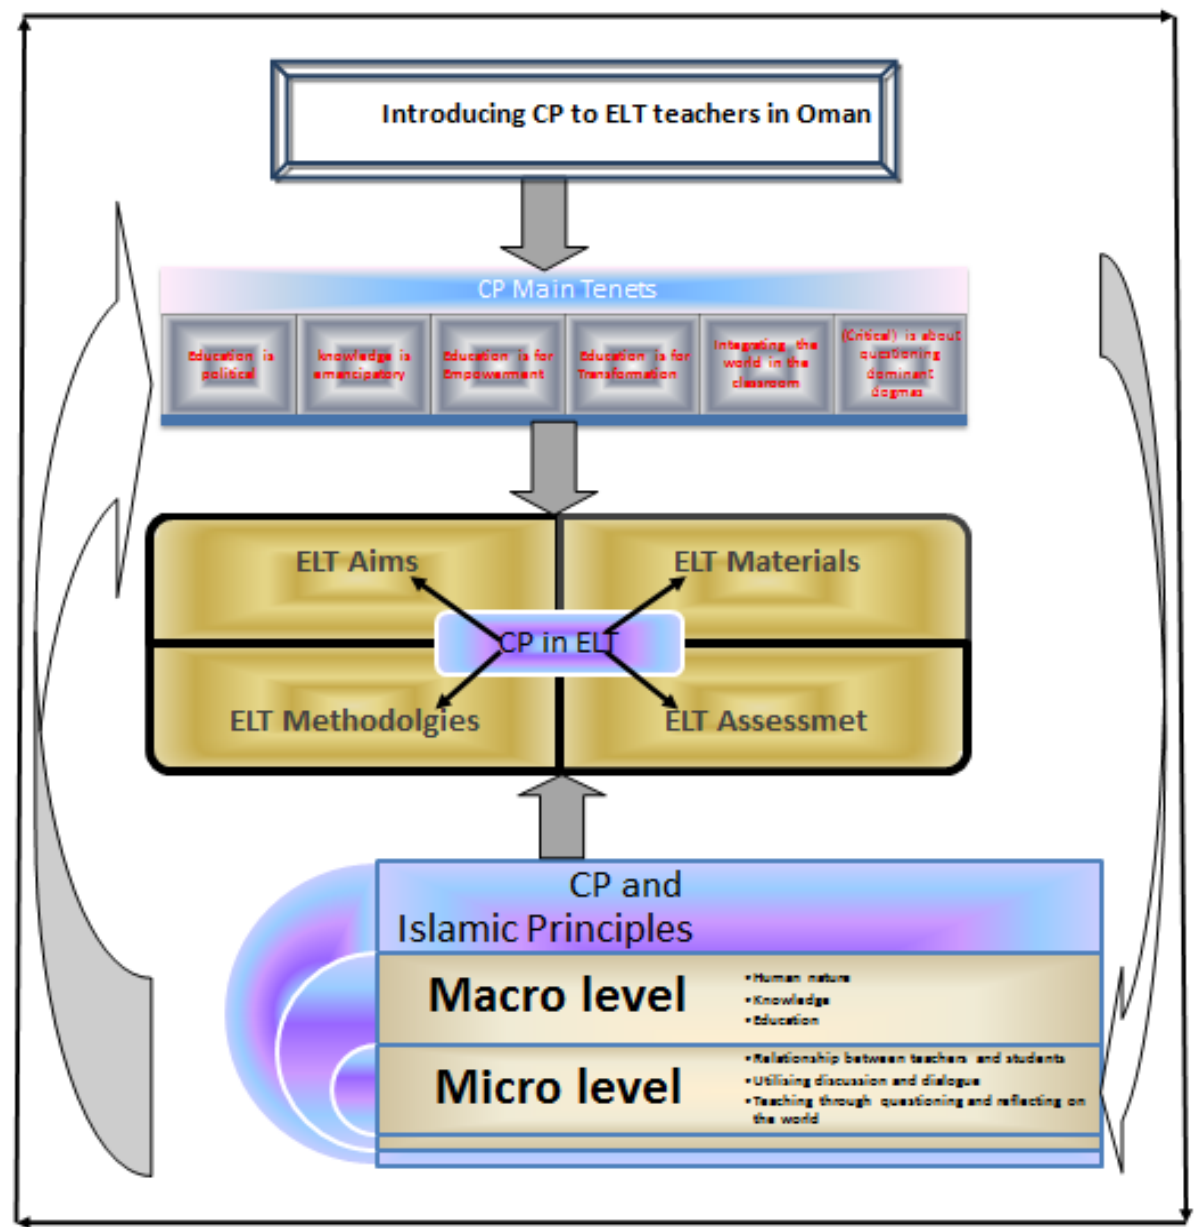 Introducing CP to ELT teachers in Oman
CP Main Tenets
Education is
political
knowledge is
emancipatory
Education is for
Empowerment
Education is for
Transformation
Integrating the
world in the
classroom
(Critical) is about
questioning
dominant
dogmas
ELT Aims
ELT Materials
CP in ELT
ELT Methodolgies
ELT Assessmet
CP and
Islamic Principles
Macro level
• Human nature
• Knowledge
• Education
Micro level
• Relationship between teachers and students
• Utilising discussion and dialogue
• Teaching through questioning and reflecting on
the world